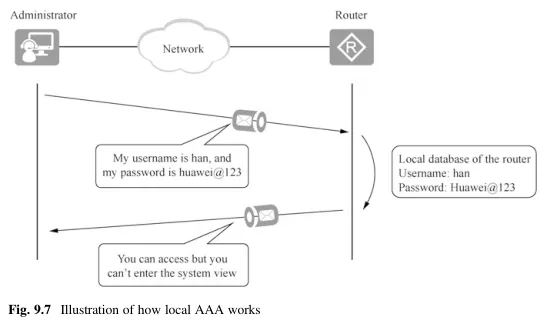 Administrator
Router
Network
R
My username is han, and
my password is huawei@123
Local database of the router
Username: han
Password: Huawei@123
You can access but you
can't enter the system view
Fig. 9.7 Illustration of how local AAA works